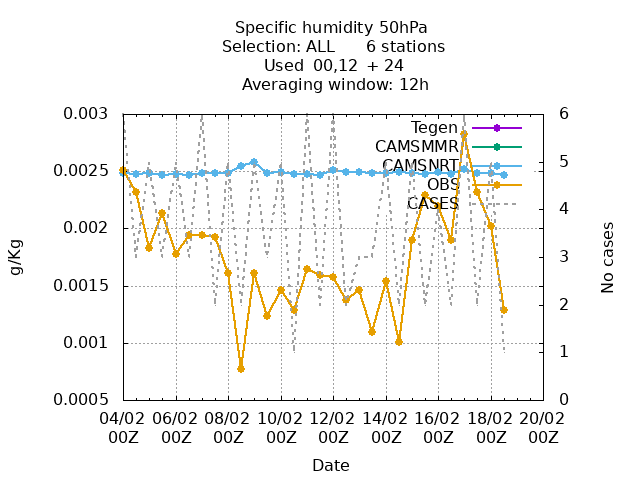 Specific humidity 50hPa
Selection: ALL 6 stations
Used 00,12 + 24
Averaging window: 12h
0.003
0.0025
0.002
0.0015
0.001
0.0005
g/Kg
Tegen
CAMSMMR
CAMSNRT
OBS
CASES
6
5
4
3
2
1
0
No cases
04/02 06/02 08/02 10/02 12/02 14/02 16/02 18/02 20/02
00Z 00Z 00Z 00Z 00Z 00Z 00Z 00Z 00Z
Date